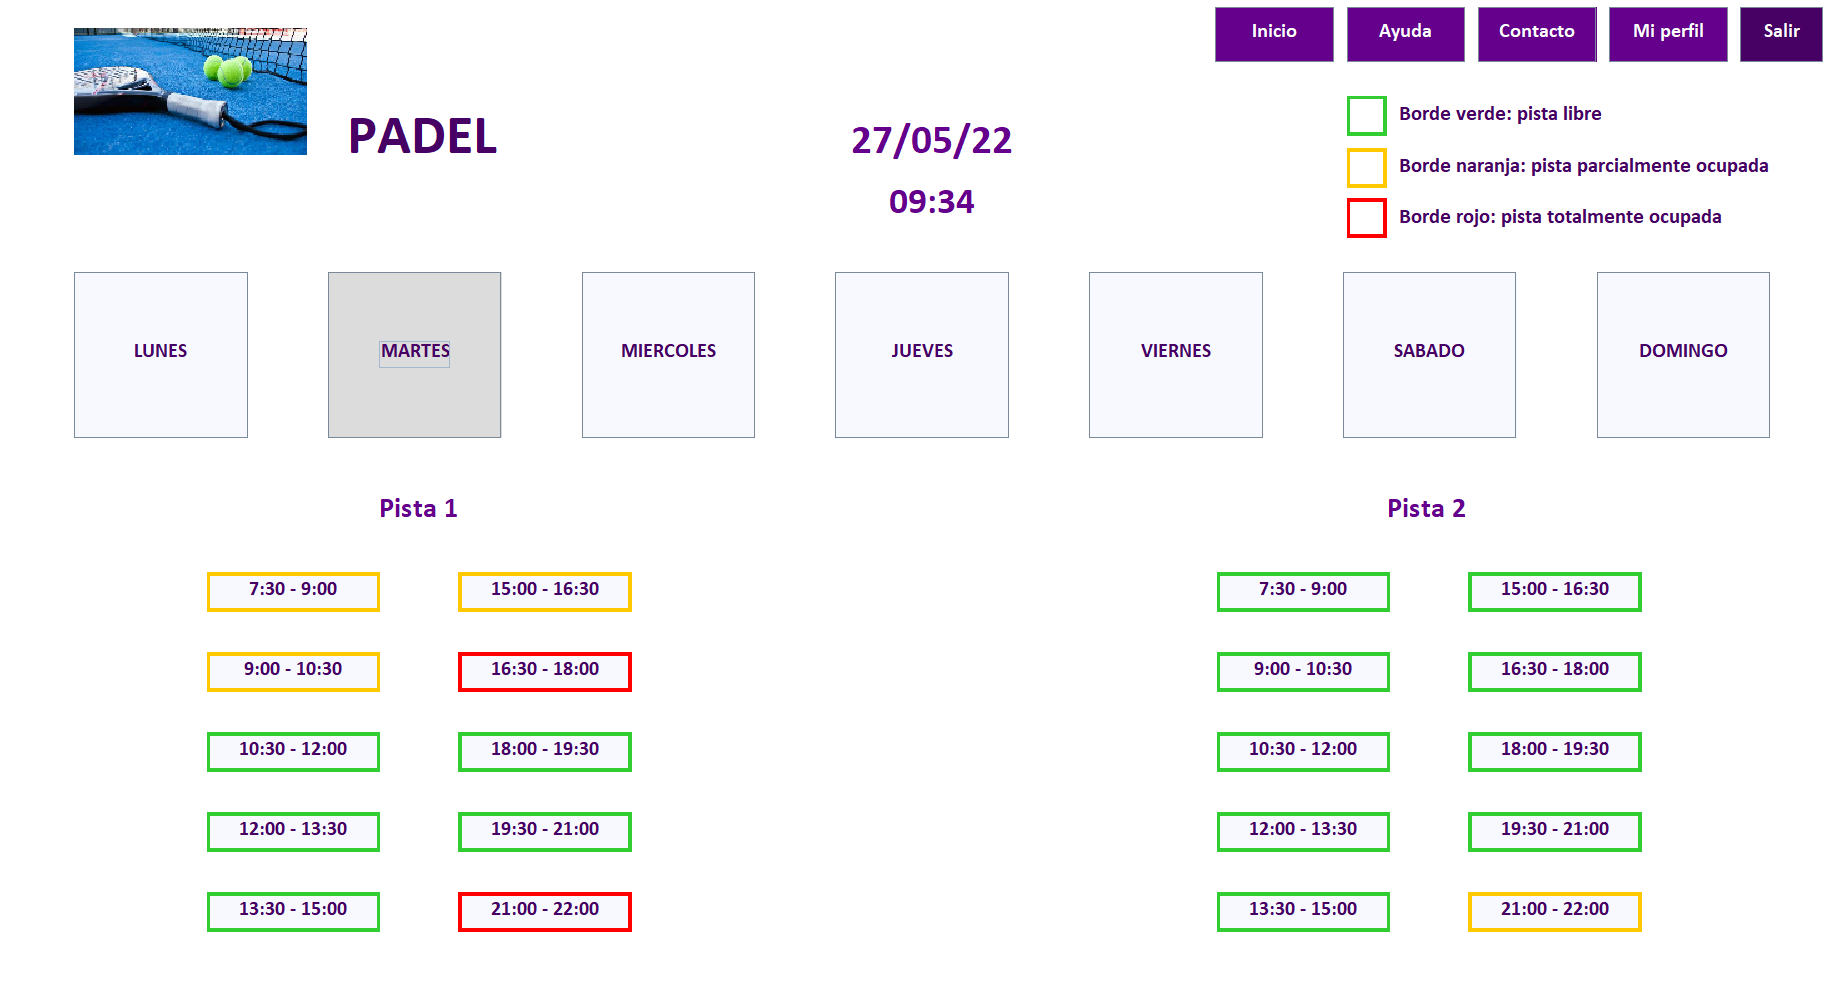 Inicio Ayuda Contacto Mi perfil Salir
PADEL
27/05/22
09:34
Borde verde: pista libre
Borde naranja: pista parcialmente ocupada
Borde rojo: pista totalmente ocupada
LUNES MARTES MIERCOLES JUEVES VIERNES SABADO DOMINGO
Pista 1
7:30 - 9:00 15:00 - 16:30
9:00 - 10:30 16:30 - 18:00
10:30 - 12:00 18:00 - 19:30
12:00 - 13:30 19:30 - 21:00
13:30 - 15:00 21:00 - 22:00
Pista 2
7:30 - 9:00 15:00 - 16:30
9:00 - 10:30 16:30 - 18:00
10:30 - 12:00 18:00 - 19:30
12:00 - 13:30 19:30 - 21:00
13:30 - 15:00 21:00 - 22:00